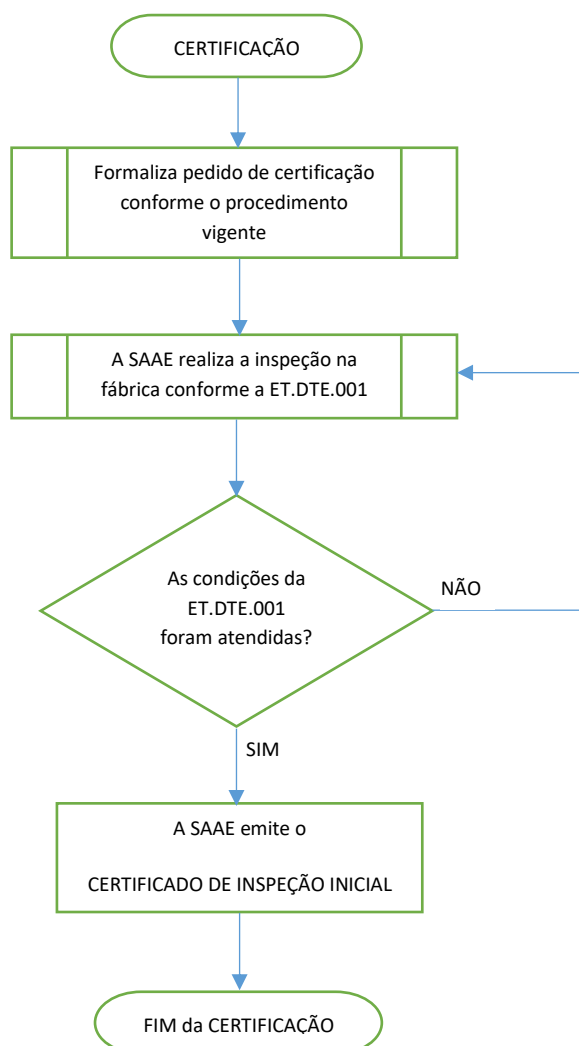 CERTIFICAÇÃO
Formaliza pedido de certificação
conforme o procedimento
vigente
A SAAE realiza a inspeção na
fábrica conforme a ET.DTE.001
As condições da
ET.DTE.001
foram atendidas?
NÃO
SIM
A SAAE emite o
CERTIFICADO DE INSPEÇÃO INICIAL
FIM da CERTIFICAÇÃO